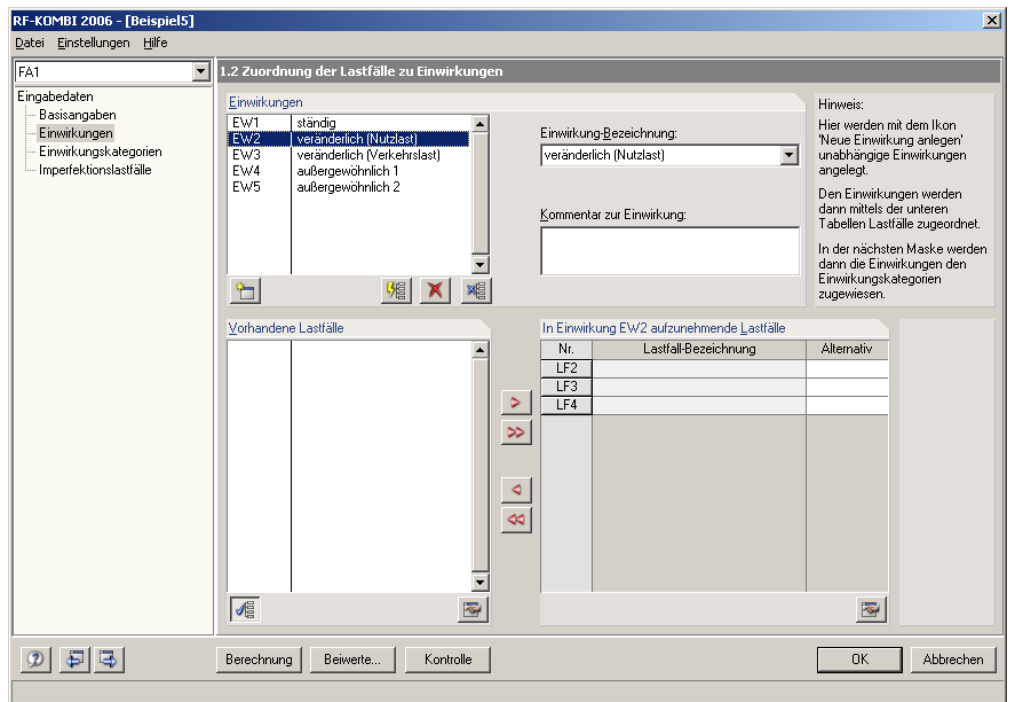 RF-KOMBI 2006 - [Beispiel5]
Datei Einstellungen Hilfe
FA1
Eingabedaten
Basisangaben
Einwirkungen
Einwirkungskategorien
Imperfektionslastfälle
1.2 Zuordnung der Lastfälle zu Einwirkungen
Einwirkungen
EW1 ständig
EW2 veränderlich (Nutzlast)
EW3 veränderlich (Verkehrslast)
EW4 außergewöhnlich 1
EW5 außergewöhnlich 2
Einwirkung-Bezeichnung:
veränderlich (Nutzlast)
Kommentar zur Einwirkung:
Hinweis:
Hier werden mit dem Ikon
'Neue Einwirkung anlegen'
unabhängige Einwirkungen
angelegt.
Den Einwirkungen werden
dann mittels der unteren
Tabellen Lastfälle zugeordnet.
In der nächsten Maske werden
dann die Einwirkungen den
Einwirkungskategorien
zugewiesen.
Vorhandene Lastfälle
In Einwirkung EW2 aufzunehmende Lastfälle
Nr. Lastfall-Bezeichnung Alternativ
LF2
LF3
LF4
Berechnung Beiwerte... Kontrolle OK Abbrechen